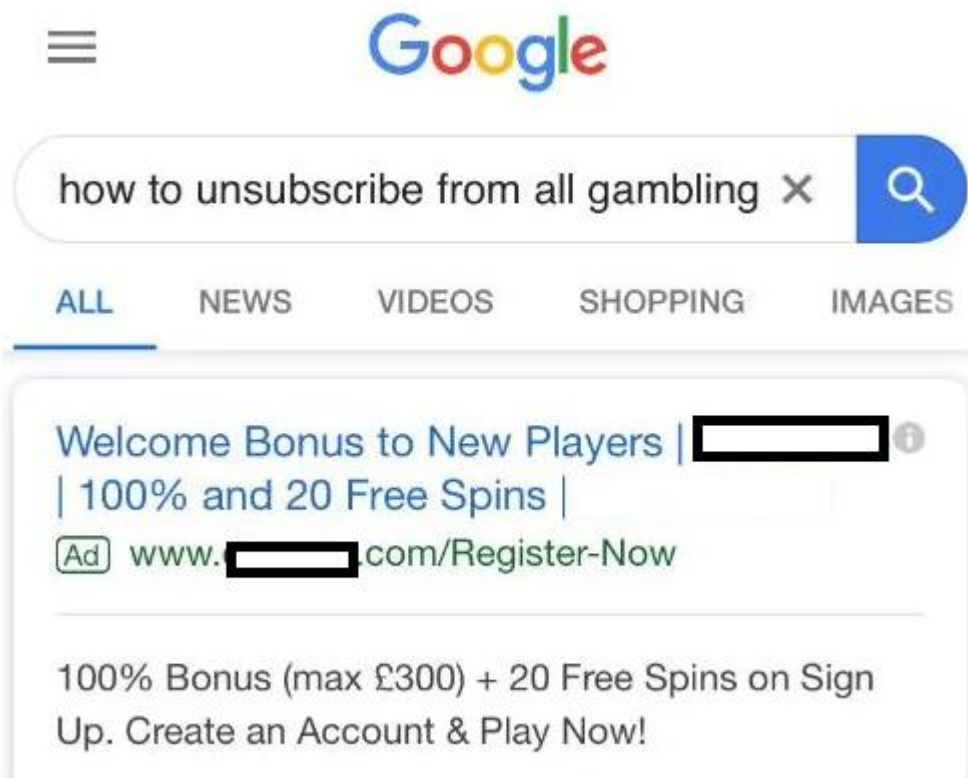 Google
how to unsubscribe from all gambling
ALL NEWS VIDEOS SHOPPING IMAGES
Welcome Bonus to New Players |
| 100% and 20 Free Spins |
Ad www. .com/Register-Now
100% Bonus (max £300) + 20 Free Spins on Sign
Up. Create an Account & Play Now!